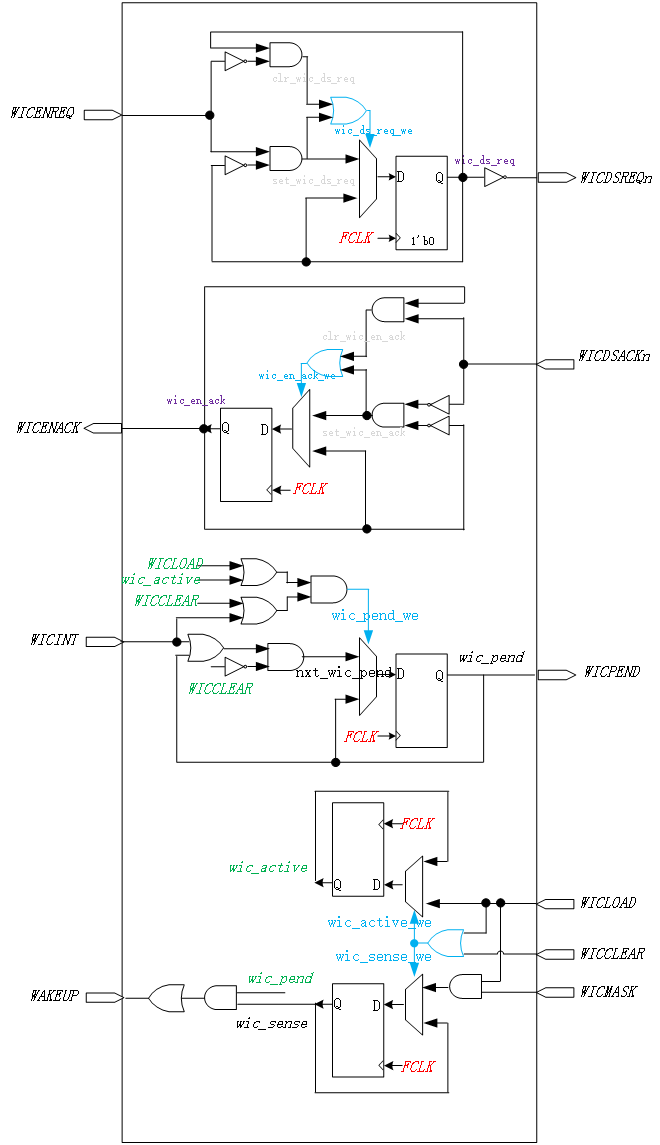 clr_wic_ds_req
WICENREQ
wic_ds_req_we
wic_ds_req
D
Q
WICDSREQn
set_wic_ds_req
FCLK
1'b0
clr_wic_en_ack
WICDSACKn
wic_en_ack_we
wic_en_ack
WICENACK
Q
D
set_wic_en_ack
FCLK
WICLOAD
wic_active
WICCLEAR
wic_pend_we
WICINT
wic_pend
nxt_wic_pend
D
Q
WICPEND
WICCLEAR
FCLK
FCLK
wic_active
Q
D
WICLOAD
wic_active_we
wic_sense_we
WICCLEAR
wic_pend
WAKEUP
WICMASK
Q
D
wic_sense
FCLK